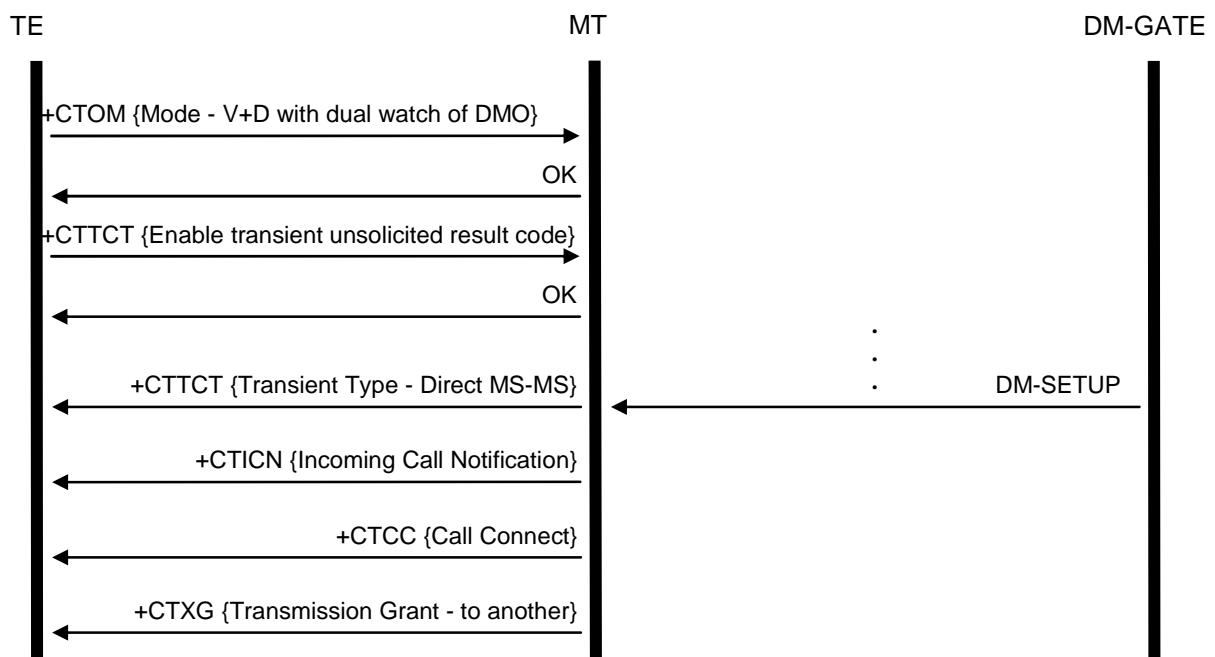 TE MT DM-GATE
+CTOM {Mode - V+D with dual watch of DMO}
OK
+CTTCT {Enable transient unsolicited result code}
OK
.
.
.
+CTTCT {Transient Type - Direct MS-MS} DM-SETUP
+CTICN {Incoming Call Notification}
+CTCC {Call Connect}
+CTXG {Transmission Grant - to another}